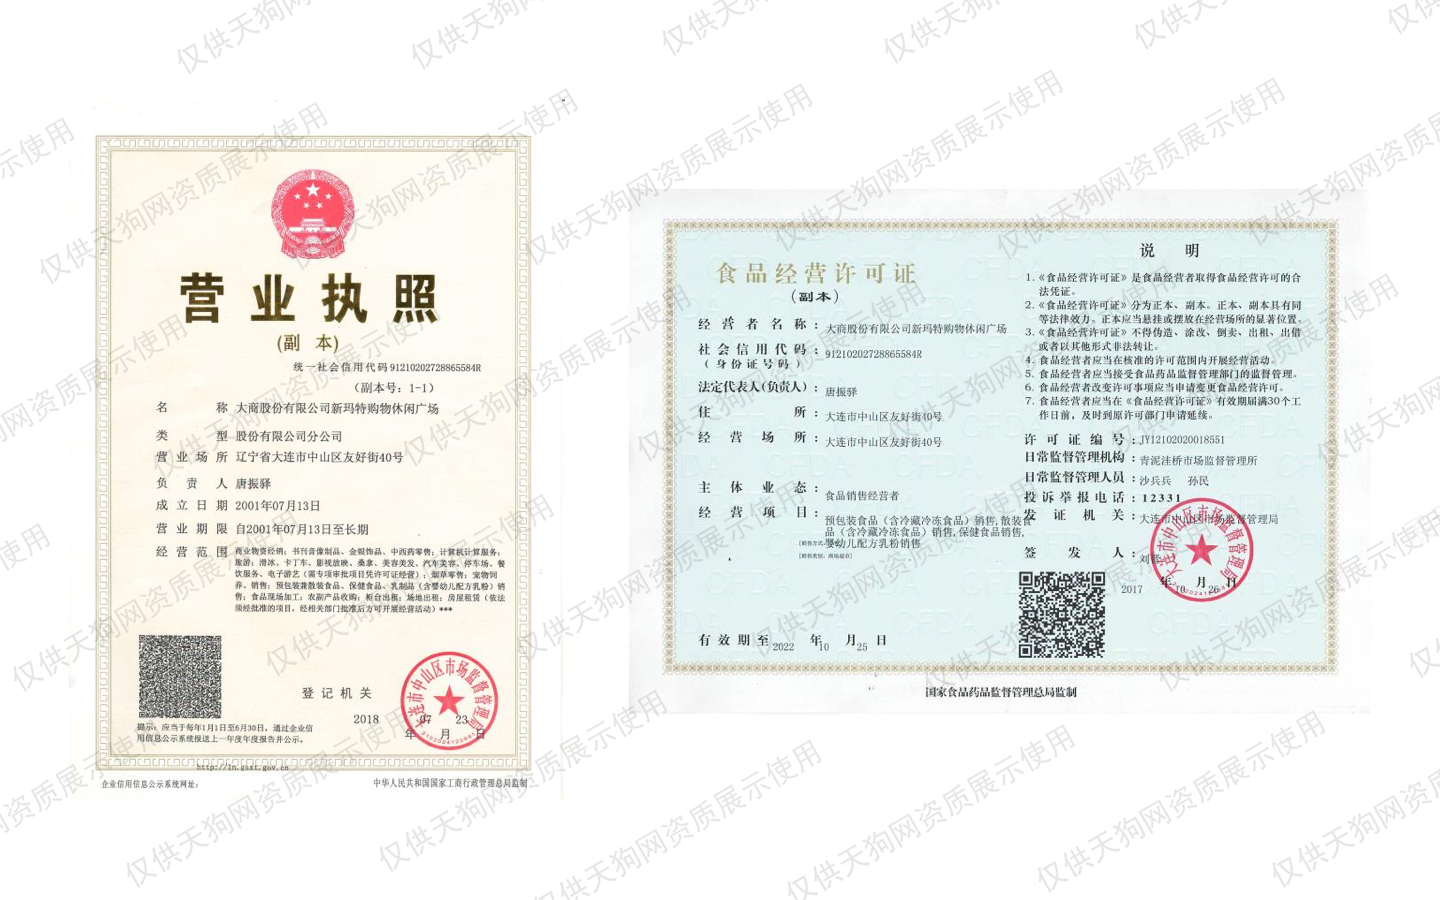 营业执照
(副 本)
统一社会信用代码 91210202728865584R
(副本号: 1-1)
名 称 大商股份有限公司新玛特购物休闲广场
类 型 股份有限公司分公司
营业场所 辽宁省大连市中山区友好街40号
负 责 人 唐振驿
成立日期 2001年07月13日
营业期限 自2001年07月13日至长期
经营范围 商业物资经销; 书刊音像制品、金银饰品、中西药零售; 计算机计算服务;
旅游; 滑冰、卡丁车、影视放映、桑拿、美容美发、汽车美容、停车场、餐
饮服务、电子游艺 (需专项审批项目凭许可证经营); 烟草零售; 宠物饲
养、销售; 预包装兼散装食品、保健食品、乳制品 (含婴幼儿配方乳粉) 销
售; 食品现场加工; 农副产品收购; 柜台出租; 场地出租; 房屋租赁 (依法
须经批准的项目, 经相关部门批准后方可开展经营活动) ***
登记机关
2018 年 07 月 23 日
大连市中山区市场监督管理局
提示: 应当于每年1月1日至6月30日, 通过企业信
用信息公示系统报送上一年度年度报告并公示。
http://ln.gsxt.gov.cn
企业信用信息公示系统网址:
中华人民共和国国家工商行政管理总局监制
食品经营许可证
(副本)
经营者名称: 大商股份有限公司新玛特购物休闲广场
社会信用代码: 91210202728865584R
(身份证号码)
法定代表人(负责人): 唐振驿
住 所: 大连市中山区友好街40号
经营场所: 大连市中山区友好街40号
主体业态: 食品销售经营者
经营项目: 预包装食品（含冷藏冷冻食品）销售, 散装食
品（含冷藏冷冻食品）销售, 保健食品销售,
婴幼儿配方乳粉销售
有效期至 2022 年 10 月 25 日
说 明
1. 《食品经营许可证》是食品经营者取得食品经营许可的合
法凭证。
2. 《食品经营许可证》分为正本、副本。正本、副本具有同
等法律效力。正本应当悬挂或摆放在经营场所的显著位置。
3. 《食品经营许可证》不得伪造、涂改、倒卖、出租、出借
或者以其他形式非法转让。
4. 食品经营者应当在核准的许可范围内开展经营活动。
5. 食品经营者应当接受食品药品监督管理部门的监督管理。
6. 食品经营者改变许可事项应当申请变更食品经营许可。
7. 食品经营者应当在《食品经营许可证》有效期届满30个工
作日前, 及时到原许可部门申请延续。
许可证编号: JY12102020018551
日常监督管理机构: 青泥洼桥市场监督管理所
日常监督管理人员: 沙兵兵 孙民
投诉举报电话: 12331
发证机关: 大连市中山区市场监督管理局
签发人:
2017 年 10 月 26 日
大连市中山区市场监督管理局
国家食品药品监督管理总局监制
仅供天狗网资质展示使用